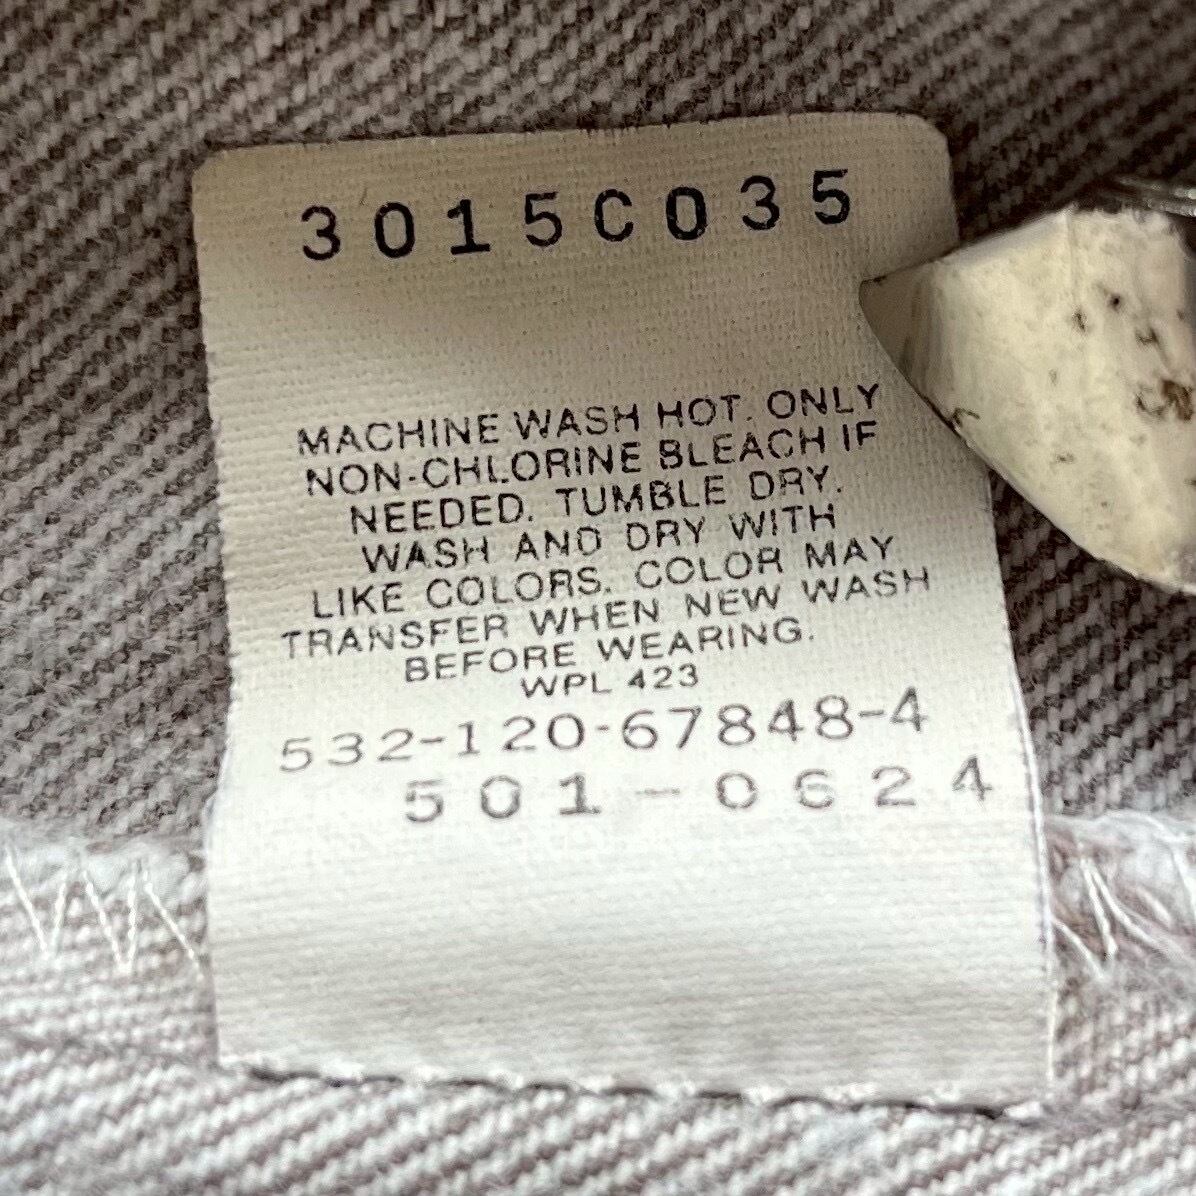 3015C035
MACHINE WASH HOT. ONLY
NON-CHLORINE BLEACH IF
NEEDED. TUMBLE DRY.
WASH AND DRY WITH
LIKE COLORS. COLOR MAY
TRANSFER WHEN NEW WASH
BEFORE WEARING.
WPL 423
532-120-67848-4
501-0624